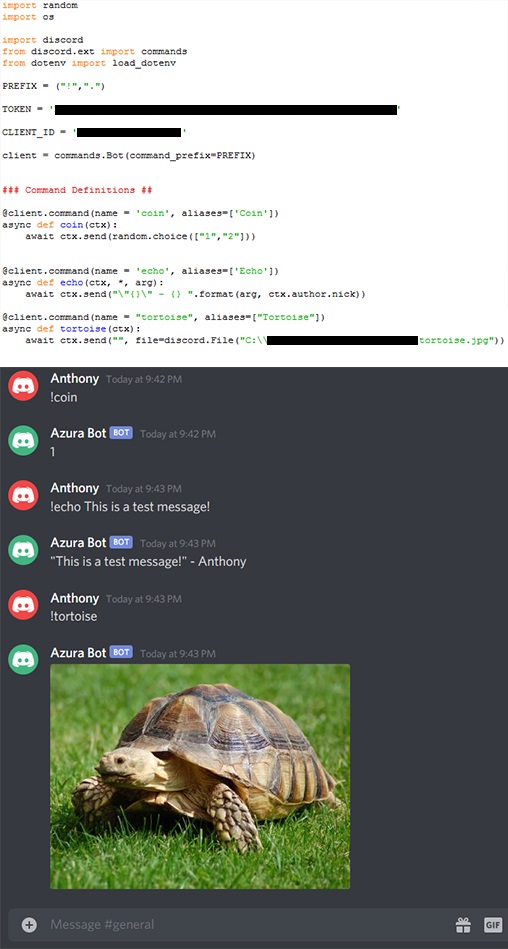 import random
import os
import discord
from discord.ext import commands
from dotenv import load_dotenv
PREFIX = ("!",".")
TOKEN = ' '
CLIENT_ID = ' '
client = commands.Bot(command_prefix=PREFIX)
### Command Definitions ##
@client.command(name = 'coin', aliases=['Coin'])
async def coin(ctx):
    await ctx.send(random.choice(["1","2"]))
@client.command(name = 'echo', aliases=['Echo'])
async def echo(ctx, *, arg):
    await ctx.send("\"{}\" - {} ".format(arg, ctx.author.nick))
@client.command(name = "tortoise", aliases=["Tortoise"])
async def tortoise(ctx):
    await ctx.send("", file=discord.File("C:\\ tortoise.jpg"))
Anthony Today at 9:42 PM
!coin
Azura Bot BOT Today at 9:42 PM
1
Anthony Today at 9:43 PM
!echo This is a test message!
Azura Bot BOT Today at 9:43 PM
"This is a test message!" - Anthony
Anthony Today at 9:43 PM
!tortoise
Azura Bot BOT Today at 9:43 PM
Message #general GIF